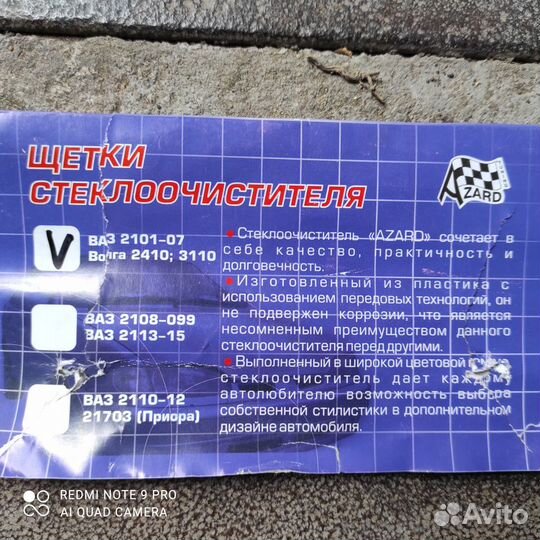 ЩЕТКИ
СТЕКЛООЧИСТИТЕЛЯ
AZARD
V
ВАЗ 2101-07
Волга 2410; 3110
ВАЗ 2108-099
ВАЗ 2113-15
ВАЗ 2110-12
21703 (Приора)
Стеклоочиститель «AZARD» сочетает в
себе качество, практичность и
долговечность.
Изготовленный из пластика с
использованием передовых технологий, он
не подвержен коррозии, что является
несомненным преимуществом данного
стеклоочистителя перед другими.
Выполненный в широкой цветовой
стеклоочиститель дает каждому
автолюбителю возможность выбора
собственной стилистики в дополнительном
дизайне автомобиля.
REDMI NOTE 9 PRO
AI QUAD CAMERA
Avito